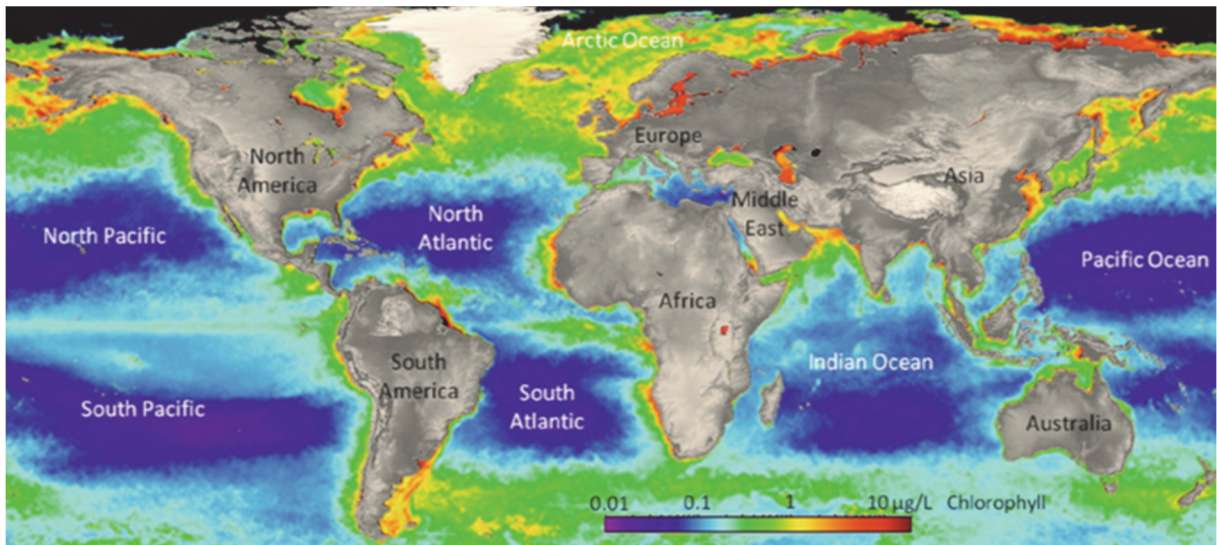 Arctic Ocean
Europe
North
America
Asia
Middle
East
North Pacific
North
Atlantic
Pacific Ocean
Africa
South
America
Indian Ocean
South Pacific
South
Atlantic
Australia
0.01 0.1 1 10 µg/L Chlorophyll